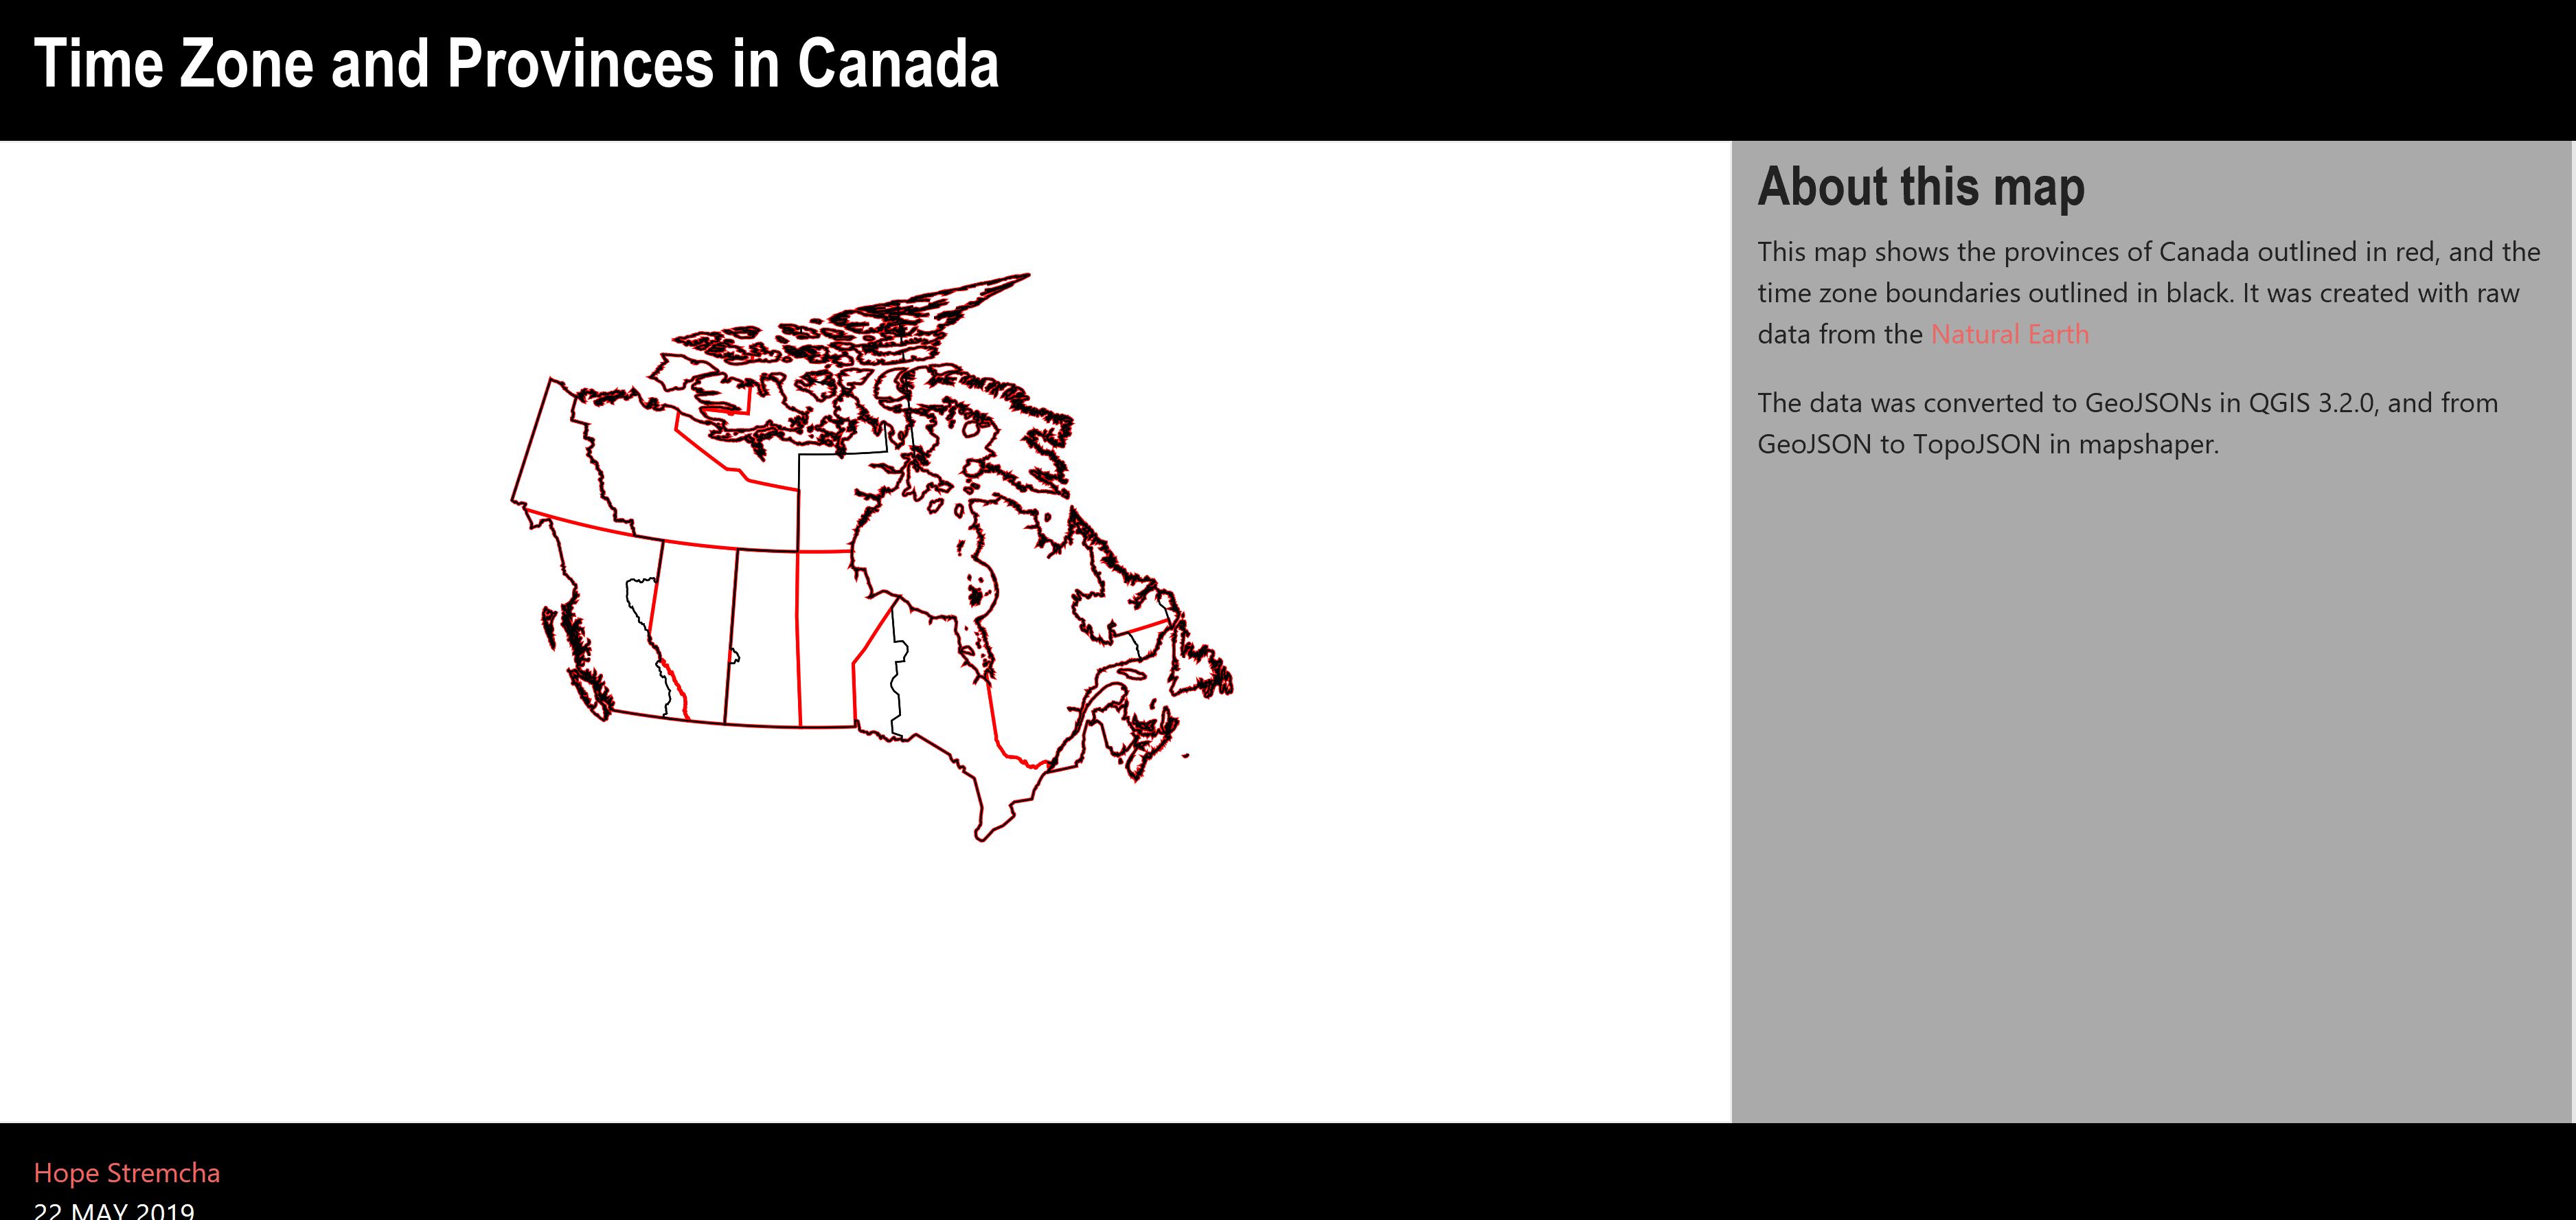 Time Zone and Provinces in Canada
About this map
This map shows the provinces of Canada outlined in red, and the
time zone boundaries outlined in black. It was created with raw
data from the Natural Earth
The data was converted to GeoJSONs in QGIS 3.2.0, and from
GeoJSON to TopoJSON in mapshaper.
Hope Stremcha
22 MAY 2019